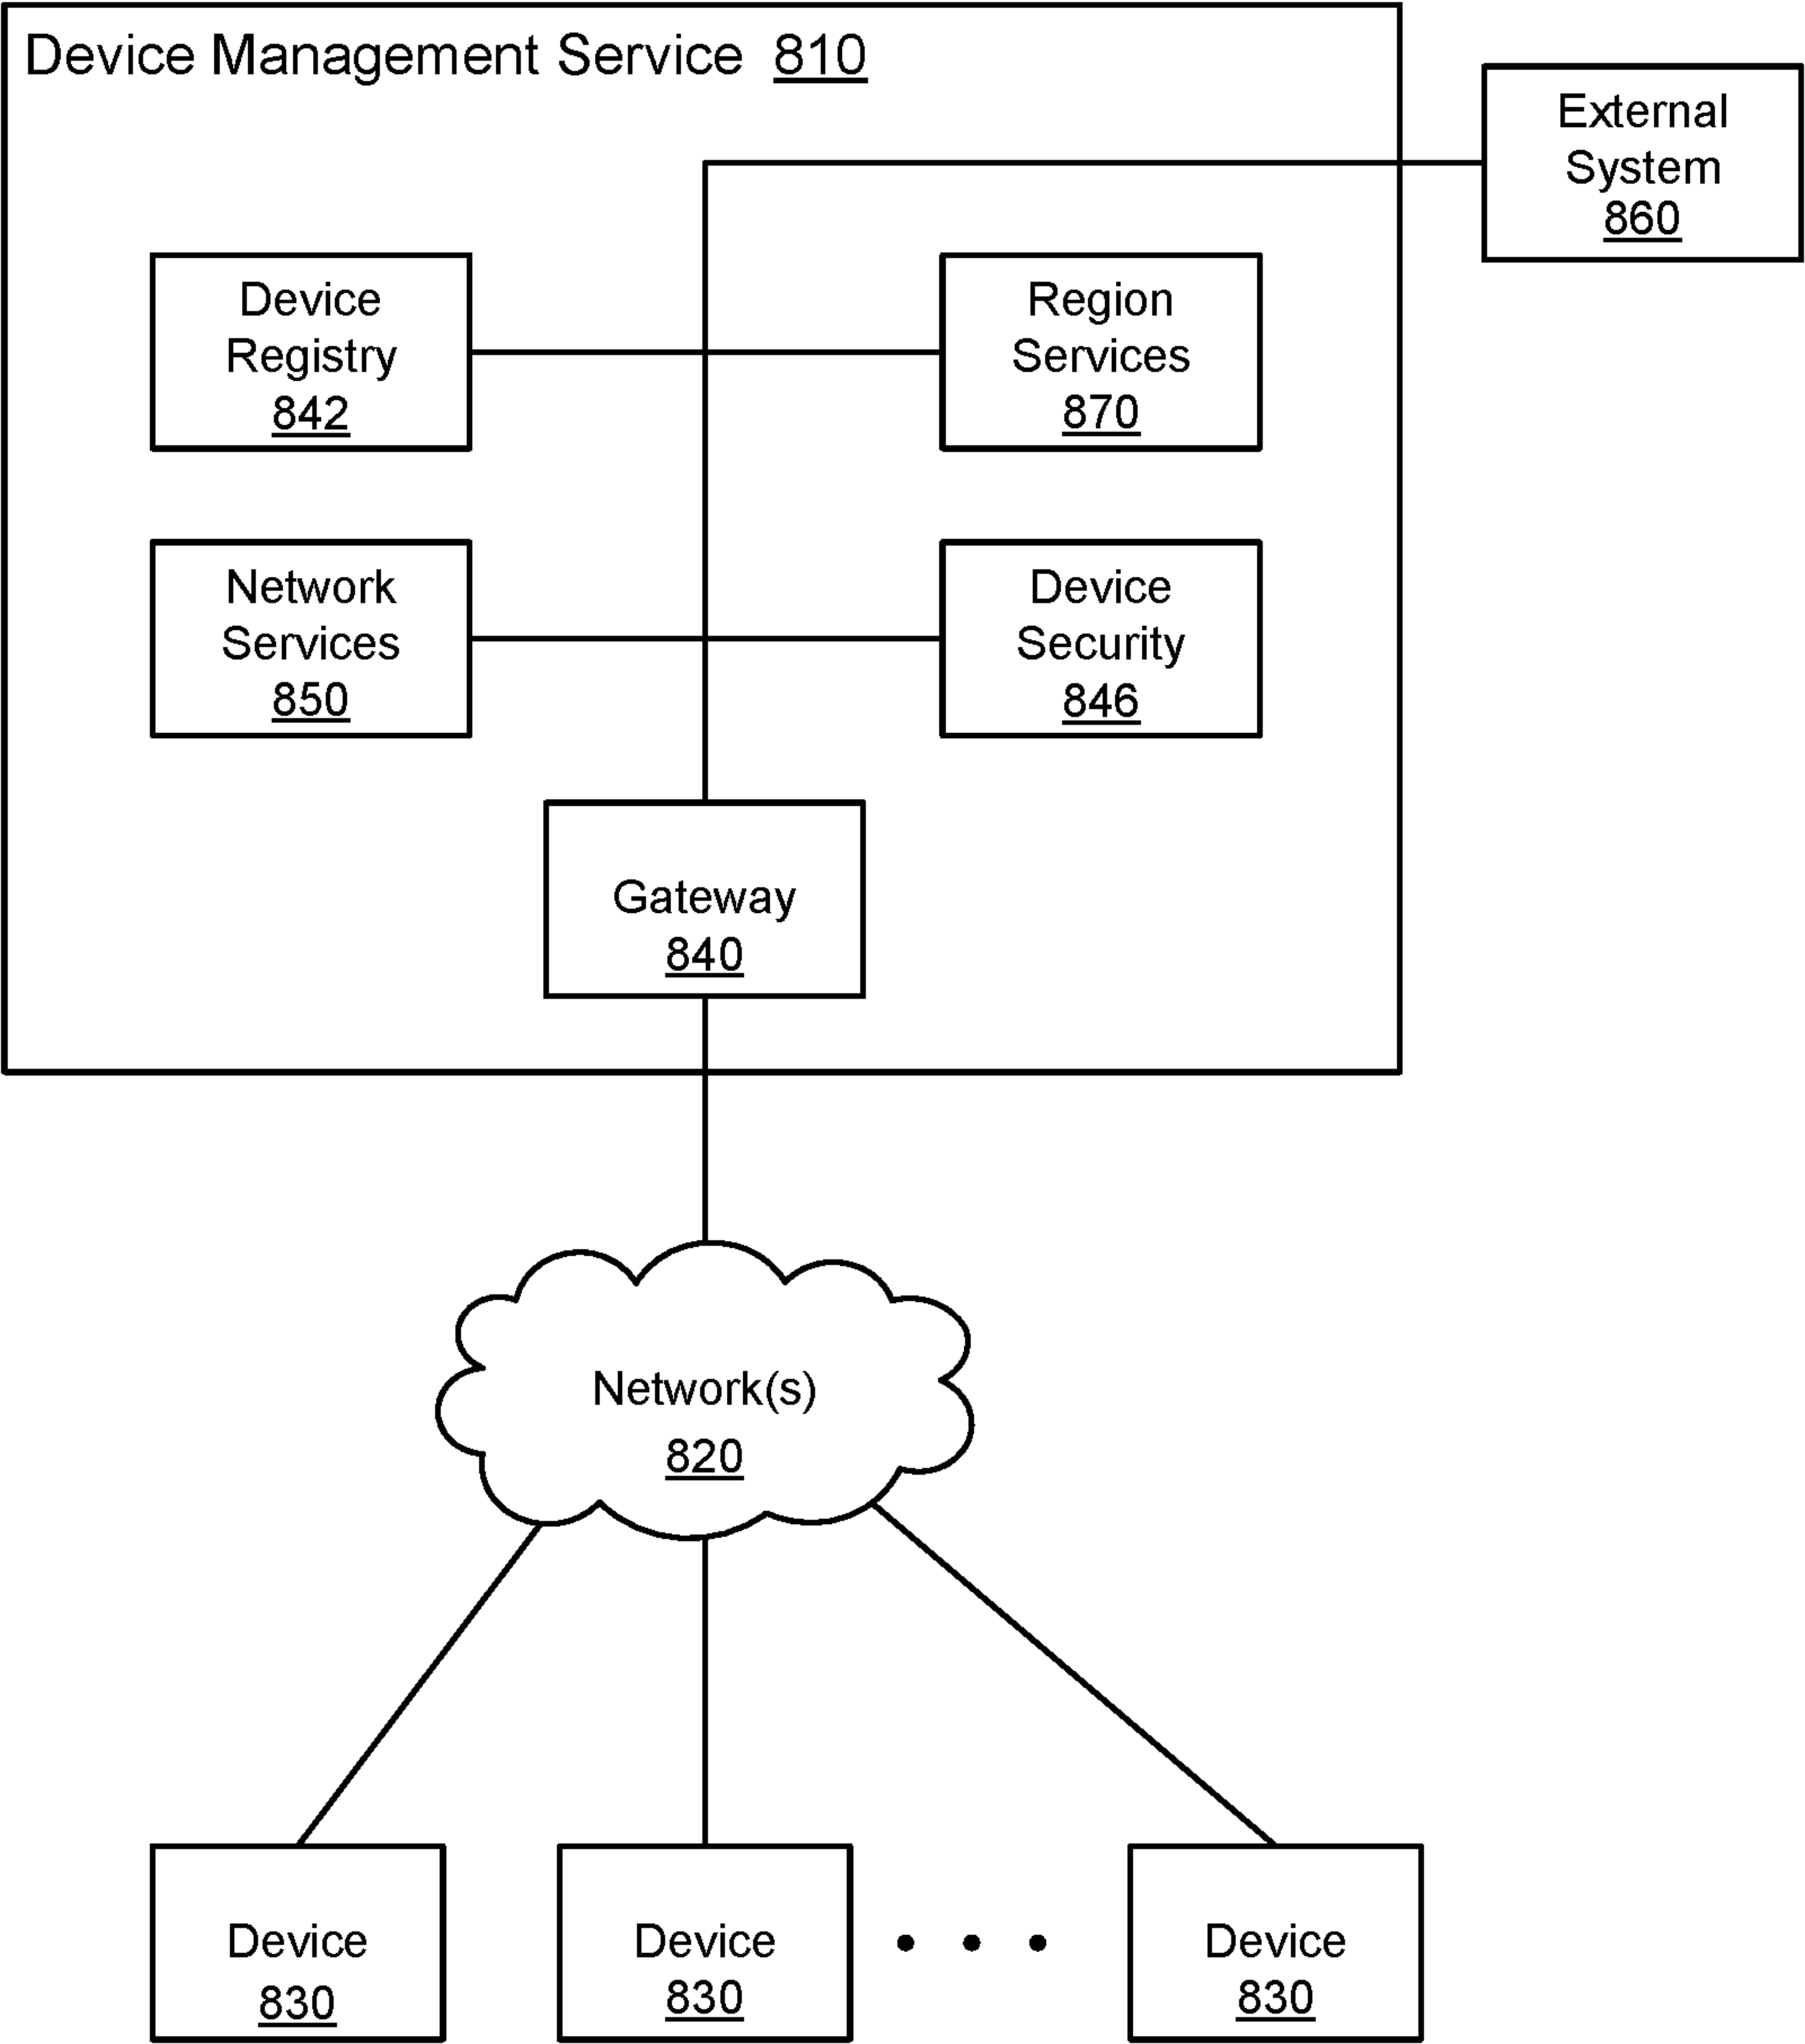 Device Management Service 810
External
System
860
Device
Registry
842
Region
Services
870
Network
Services
850
Device
Security
846
Gateway
840
Network(s)
820
Device
830
Device
830
Device
830